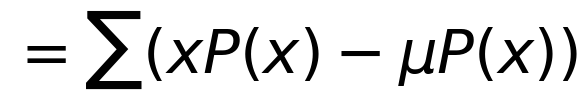 = ∑(xP(x) − μP(x))